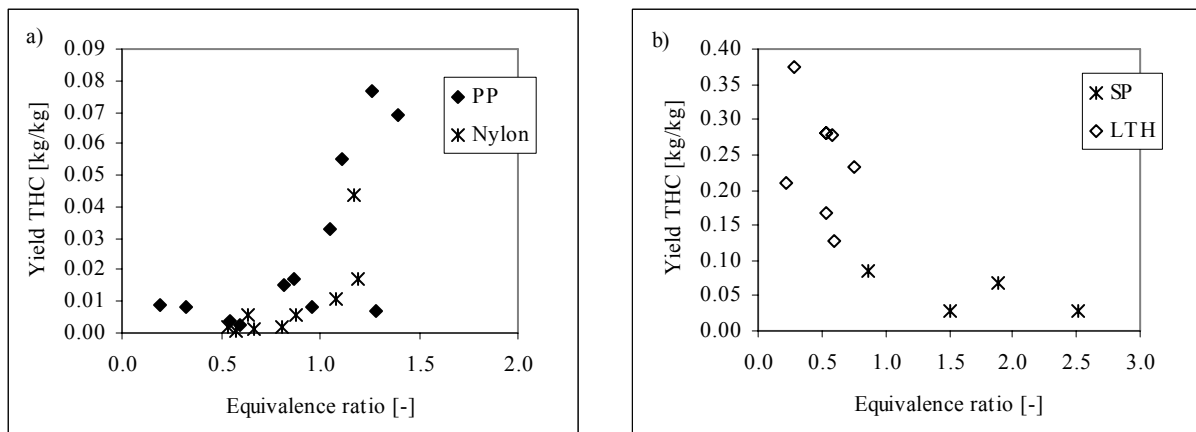 a)
Yield THC [kg/kg]
0.09
0.08
0.07
0.06
0.05
0.04
0.03
0.02
0.01
0.00
0.0 0.5 1.0 1.5 2.0
Equivalence ratio [-]
PP
Nylon
b)
Yield THC [kg/kg]
0.40
0.35
0.30
0.25
0.20
0.15
0.10
0.05
0.00
0.0 0.5 1.0 1.5 2.0 2.5 3.0
Equivalence ratio [-]
SP
LTH